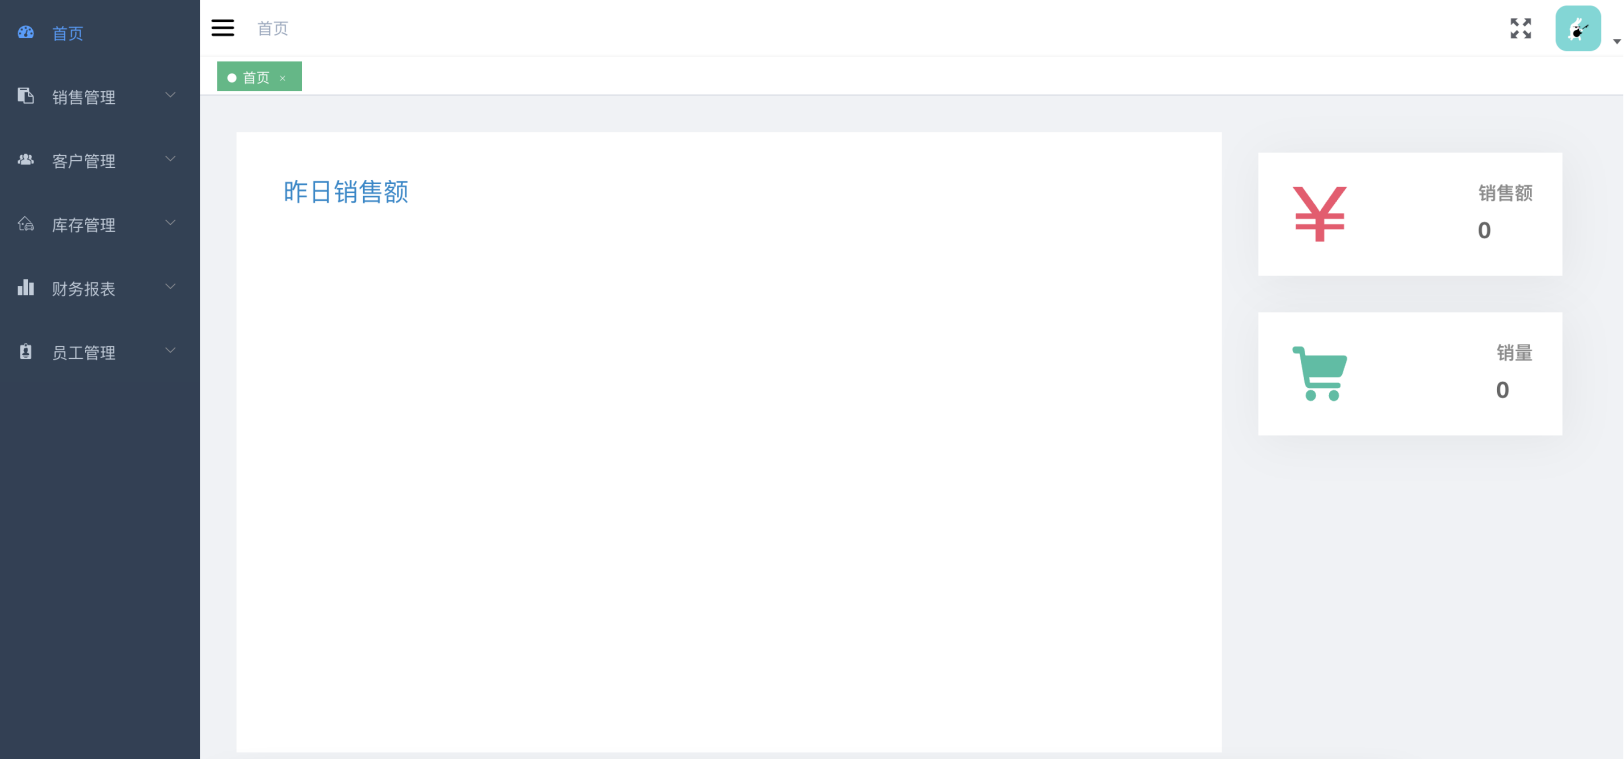 首页
销售管理
客户管理
库存管理
财务报表
员工管理
首页
首页 ×
昨日销售额
销售额
0
销量
0